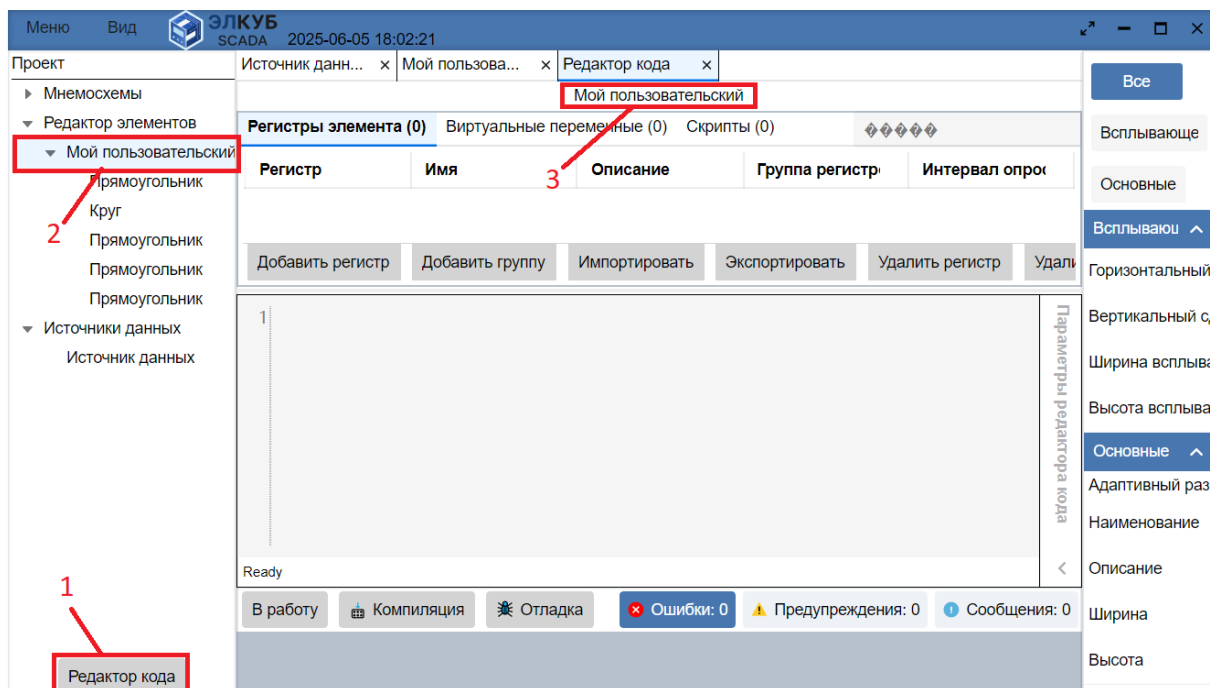 Меню Вид ЭЛКУБ
SCADA 2025-06-05 18:02:21
Проект
Мнемосхемы
Редактор элементов
Мой пользовательский
Прямоугольник
Круг
Прямоугольник
Прямоугольник
Прямоугольник
Источники данных
Источник данных
1
2
3
Редактор кода
Источник данн... × Мой пользова... × Редактор кода ×
Мой пользовательский
Регистры элемента (0) Виртуальные переменные (0) Скрипты (0) �����
Регистр Имя Описание Группа регистр Интервал опрос
Добавить регистр Добавить группу Импортировать Экспортировать Удалить регистр Удали
1
Параметры редактора кода
Ready
В работу Компиляция Отладка Ошибки: 0 Предупреждения: 0 Сообщения: 0
Все
Всплывающе
Основные
Всплываю
Горизонтальный
Вертикальный с
Ширина всплыва
Высота всплыва
Основные
Адаптивный раз
Наименование
Описание
Ширина
Высота